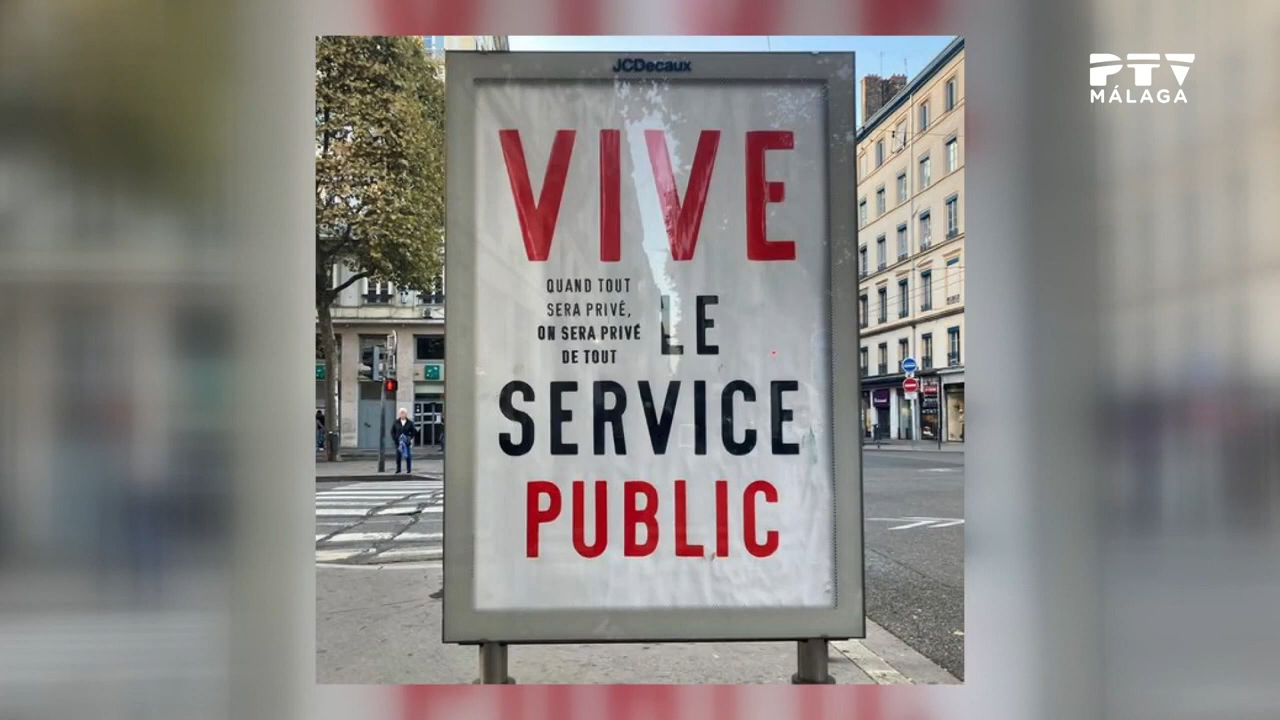 JCDecaux
PTV
MÁLAGA
VIVE
QUAND TOUT
SERA PRIVÉ,
ON SERA PRIVÉ
DE TOUT
LE
SERVICE
PUBLIC